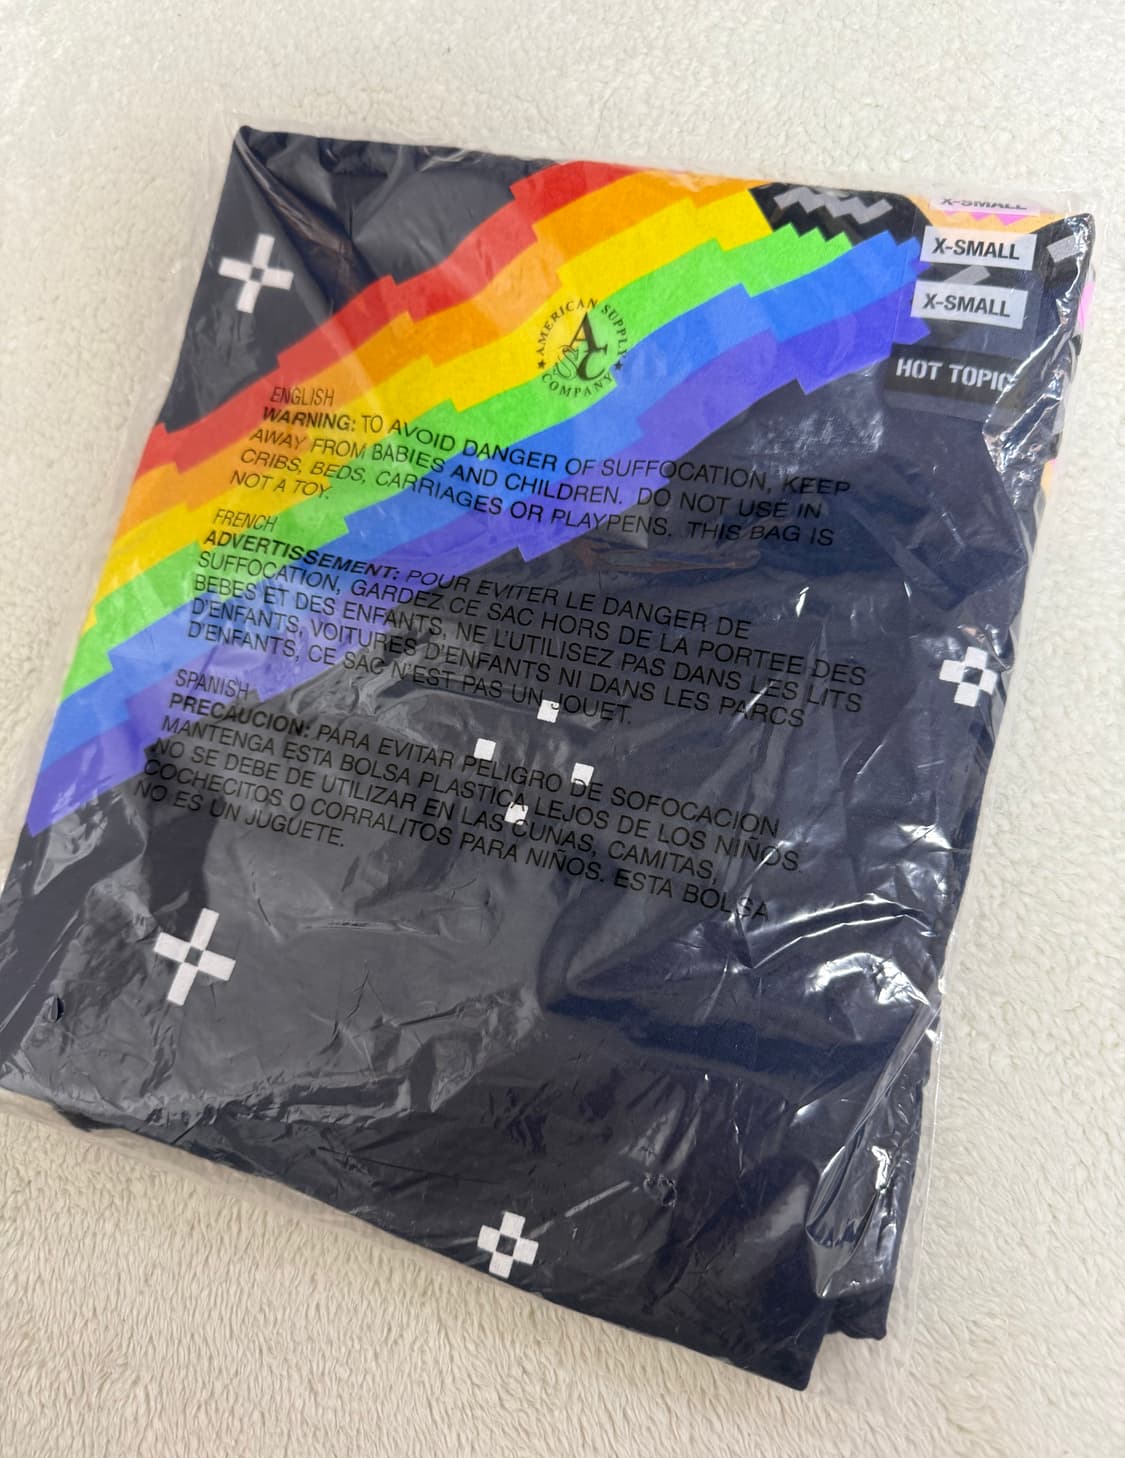 X-SMALL
X-SMALL
X-SMALL
HOT TOPIC
AMERICAN SUPPLY
ASC
COMPANY
ENGLISH
WARNING: TO AVOID DANGER OF SUFFOCATION, KEEP
AWAY FROM BABIES AND CHILDREN. DO NOT USE IN
CRIBS, BEDS, CARRIAGES OR PLAYPENS. THIS BAG IS
NOT A TOY.
FRENCH
ADVERTISSEMENT: POUR EVITER LE DANGER DE
SUFFOCATION, GARDEZ CE SAC HORS DE LA PORTEE DES
BEBES ET DES ENFANTS, NE L'UTILISEZ PAS DANS LES LITS
D'ENFANTS, VOITURES D'ENFANTS NI DANS LES PARCS
D'ENFANTS, CE SAC N'EST PAS UN JOUET.
SPANISH
PRECAUCION: PARA EVITAR PELIGRO DE SOFOCACION
MANTENGA ESTA BOLSA PLASTICA LEJOS DE LOS NIÑOS.
NO SE DEBE DE UTILIZAR EN LAS CUNAS, CAMITAS,
COCHECITOS O CORRALITOS PARA NIÑOS. ESTA BOLSA
NO ES UN JUGUETE.